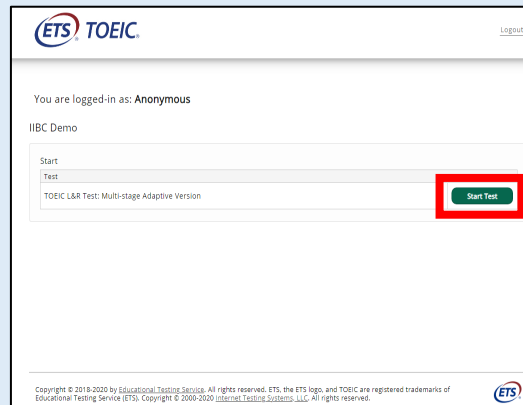 ETS TOEIC.
Logout
You are logged-in as: Anonymous
IIBC Demo
Start
Test
TOEIC L&R Test: Multi-stage Adaptive Version
Start Test
Copyright © 2018-2020 by Educational Testing Service. All rights reserved. ETS, the ETS logo, and TOEIC are registered trademarks of
Educational Testing Service (ETS). Copyright © 2000-2020 Internet Testing Systems, LLC. All rights reserved.
ETS